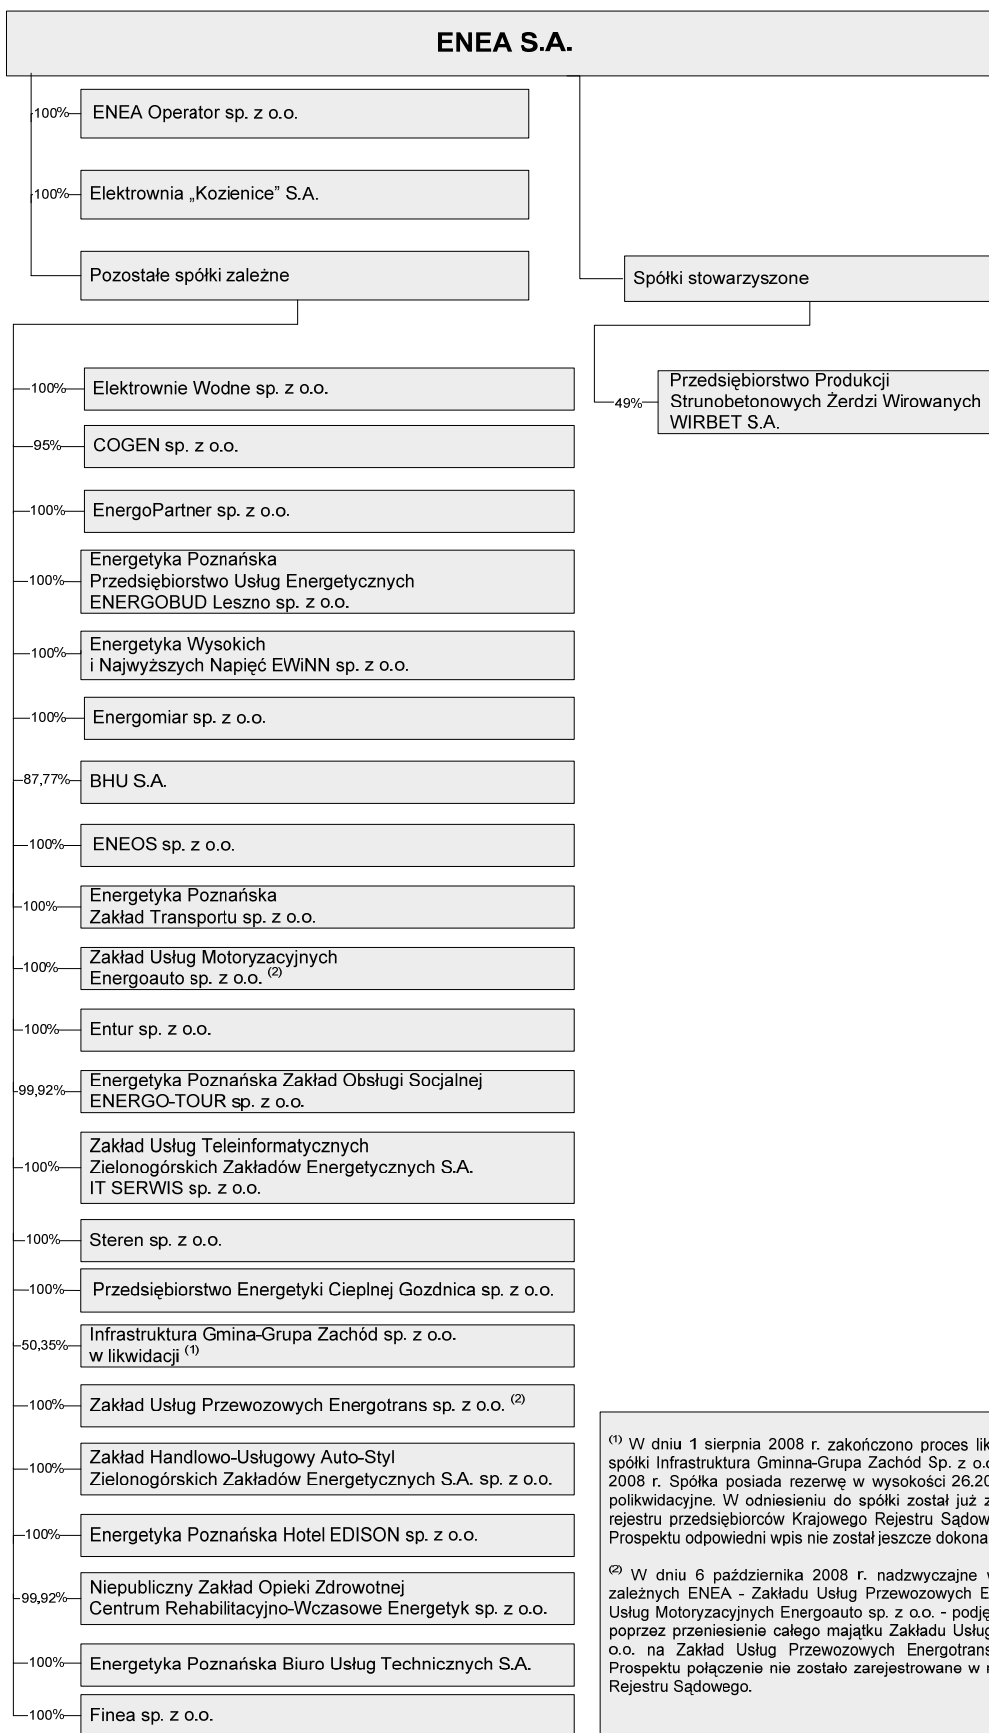 ENEA S.A.
100%
ENEA Operator sp. z o.o.
100%
Elektrownia „Kozienice” S.A.
Pozostałe spółki zależne
Spółki stowarzyszone
100%
Elektrownie Wodne sp. z o.o.
49%
Przedsiębiorstwo Produkcji
Strunobetonowych Żerdzi Wirowanych
WIRBET S.A.
95%
COGEN sp. z o.o.
100%
EnergoPartner sp. z o.o.
100%
Energetyka Poznańska
Przedsiębiorstwo Usług Energetycznych
ENERGOBUD Leszno sp. z o.o.
100%
Energetyka Wysokich
i Najwyższych Napięć EWiNN sp. z o.o.
100%
Energomiar sp. z o.o.
87,77%
BHU S.A.
100%
ENEOS sp. z o.o.
100%
Energetyka Poznańska
Zakład Transportu sp. z o.o.
100%
Zakład Usług Motoryzacyjnych
Energoauto sp. z o.o. (2)
100%
Entur sp. z o.o.
99,92%
Energetyka Poznańska Zakład Obsługi Socjalnej
ENERGO-TOUR sp. z o.o.
100%
Zakład Usług Teleinformatycznych
Zielonogórskich Zakładów Energetycznych S.A.
IT SERWIS sp. z o.o.
100%
Steren sp. z o.o.
100%
Przedsiębiorstwo Energetyki Cieplnej Gozdnica sp. z o.o.
50,35%
Infrastruktura Gmina-Grupa Zachód sp. z o.o.
w likwidacji (1)
100%
Zakład Usług Przewozowych Energotrans sp. z o.o. (2)
100%
Zakład Handlowo-Usługowy Auto-Styl
Zielonogórskich Zakładów Energetycznych S.A. sp. z o.o.
100%
Energetyka Poznańska Hotel EDISON sp. z o.o.
99,92%
Niepubliczny Zakład Opieki Zdrowotnej
Centrum Rehabilitacyjno-Wczasowe Energetyk sp. z o.o.
100%
Energetyka Poznańska Biuro Usług Technicznych S.A.
100%
Finea sp. z o.o.
(1) W dniu 1 sierpnia 2008 r. zakończono proces lik
spółki Infrastruktura Gminna-Grupa Zachód Sp. z o.o
2008 r. Spółka posiada rezerwę w wysokości 26.20
polikwidacyjne. W odniesieniu do spółki został już z
rejestru przedsiębiorców Krajowego Rejestru Sądow
Prospektu odpowiedni wpis nie został jeszcze dokona
(2) W dniu 6 października 2008 r. nadzwyczajne w
zależnych ENEA - Zakładu Usług Przewozowych E
Usług Motoryzacyjnych Energoauto sp. z o.o. - podję
poprzez przeniesienie całego majątku Zakładu Usług
o.o. na Zakład Usług Przewozowych Energotrans
Prospektu połączenie nie zostało zarejestrowane w r
Rejestru Sądowego.